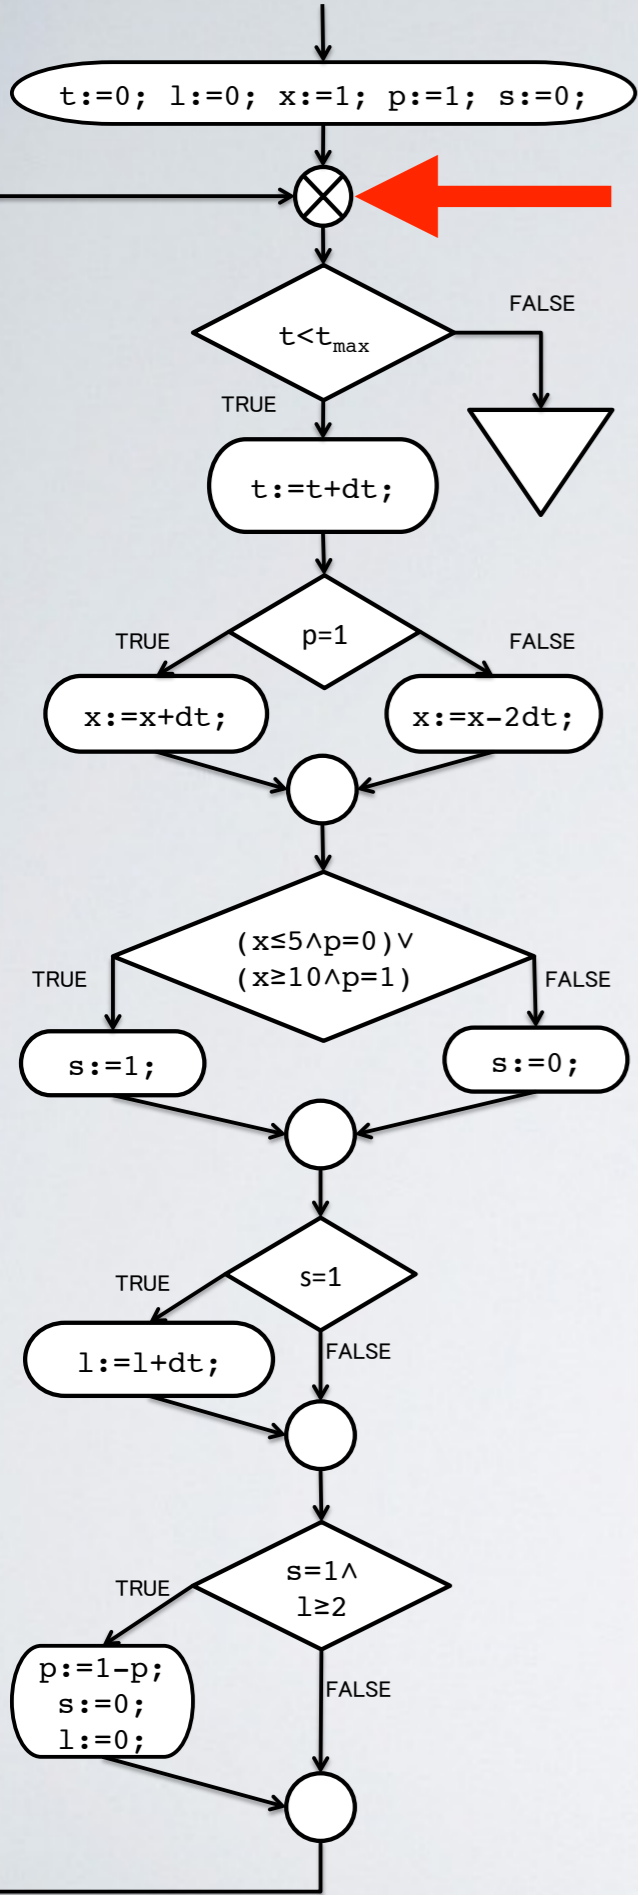 t:=0; l:=0; x:=1; p:=1; s:=0;
t<tmax
FALSE
TRUE
t:=t+dt;
p=1
TRUE
FALSE
x:=x+dt;
x:=x-2dt;
(x≤5∧p=0)∨
(x≥10∧p=1)
TRUE
FALSE
s:=1;
s:=0;
s=1
TRUE
l:=l+dt;
FALSE
s=1∧
l≥2
TRUE
p:=1-p;
s:=0;
l:=0;
FALSE